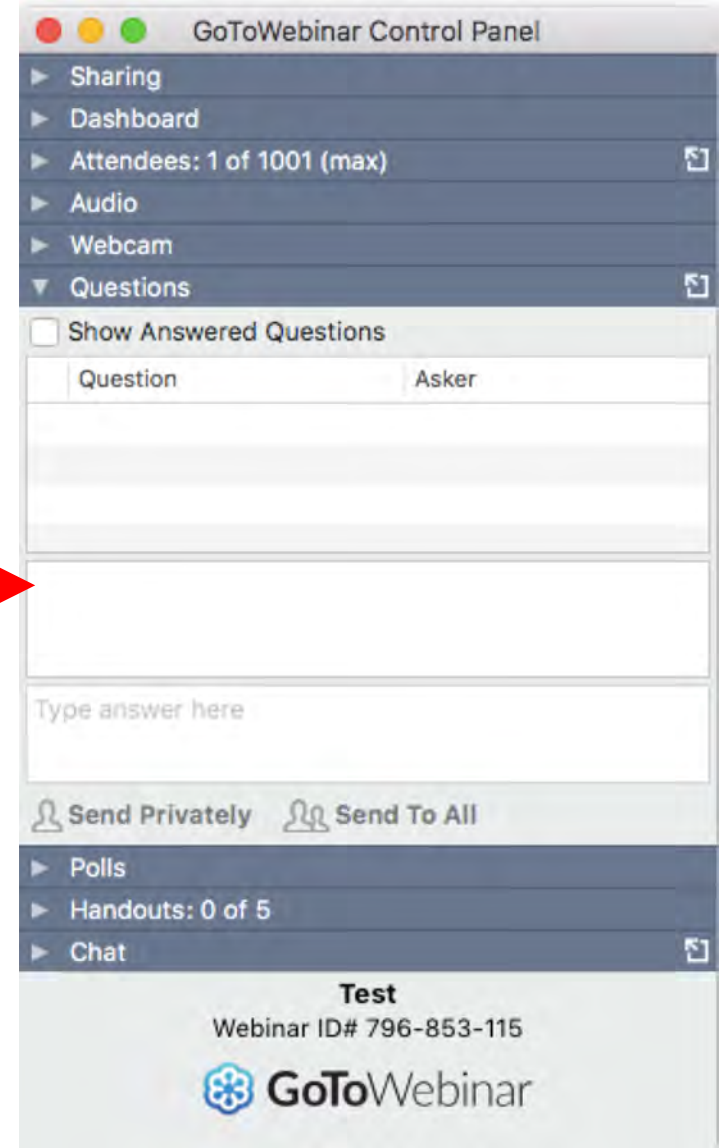 GoToWebinar Control Panel
Sharing
Dashboard
Attendees: 1 of 1001 (max)
Audio
Webcam
Questions
Show Answered Questions
Question Asker
Type answer here
Send Privately Send To All
Polls
Handouts: 0 of 5
Chat
Test
Webinar ID# 796-853-115
GoToWebinar